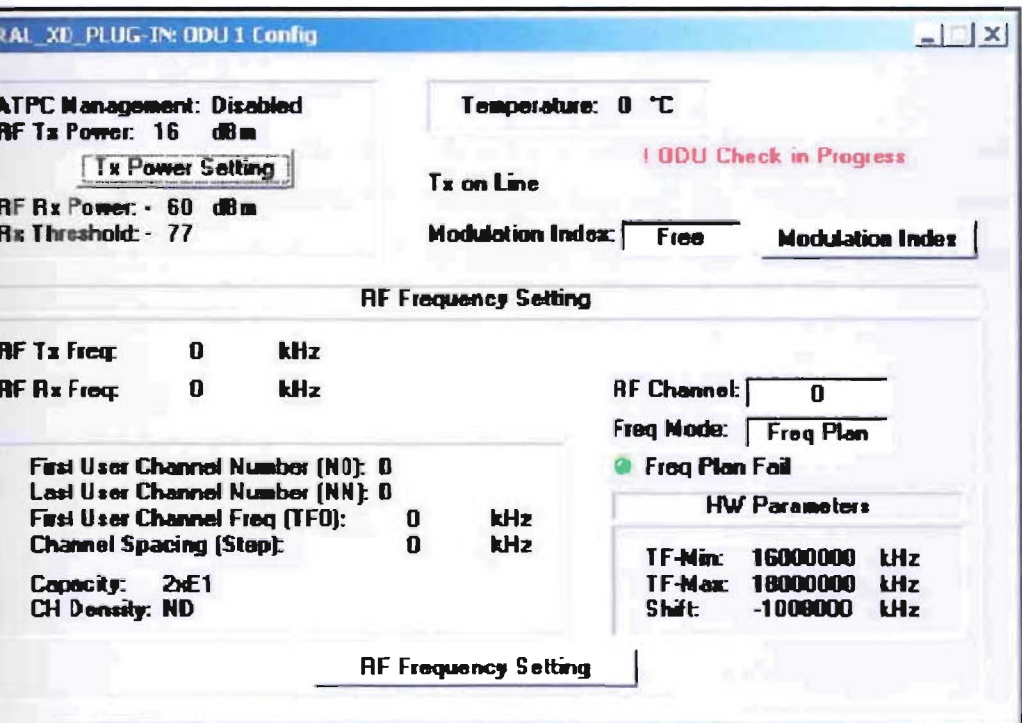 RAL_XD_PLUG-IN: ODU 1 Config
ATPC Management: Disabled
RF Tx Power: 16 dBm
Tx Power Setting
RF Rx Power: - 60 dBm
Rx Threshold: - 77
Temperature: 0 °C
! ODU Check in Progress
Tx on Line
Modulation Index: Free
Modulation Index
RF Frequency Setting
RF Tx Freq: 0 kHz
RF Rx Freq: 0 kHz
RF Channel: 0
Freq Mode: Freq Plan
Freq Plan Fail
First User Channel Number (N0): 0
Last User Channel Number (NN): 0
First User Channel Freq (TF0): 0 kHz
Channel Spacing (Step): 0 kHz
Capacity: 2xE1
CH Density: ND
HW Parameters
TF-Min: 16000000 kHz
TF-Max: 18000000 kHz
Shift: -1008000 kHz
RF Frequency Setting